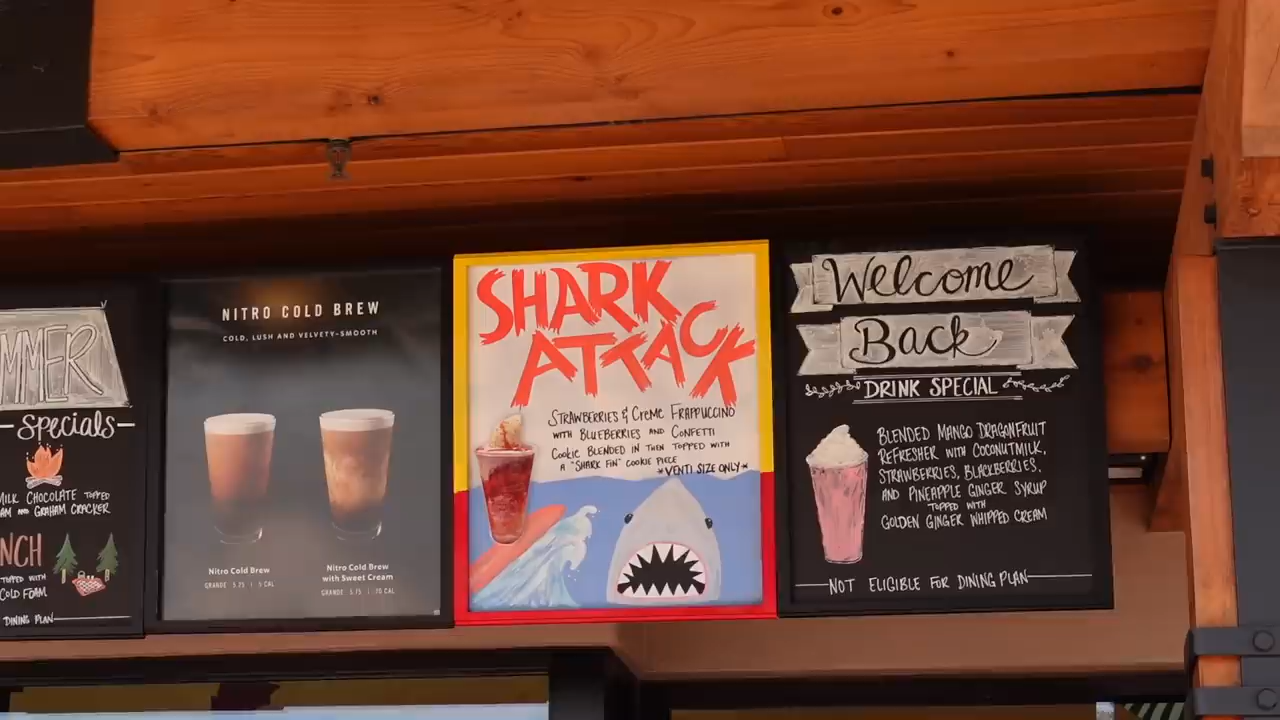 MMER
Specials
MILK CHOCOLATE TOPPED
AM AND GRAHAM CRACKER
NCH
TOPPED WITH
COLD FOAM
DINING PLAN
NITRO COLD BREW
COLD, LUSH AND VELVETY-SMOOTH
Nitro Cold Brew
Nitro Cold Brew
with Sweet Cream
SHARK
ATTACK
STRAWBERRIES & CREME FRAPPUCCINO
WITH BLUEBERRIES AND CONFETTI
COOKIE BLENDED IN THEN TOPPED WITH
A "SHARK FIN" COOKIE PIECE
*VENTI SIZE ONLY*
Welcome
Back
DRINK SPECIAL
BLENDED MANGO DRAGONFRUIT
REFRESHER WITH COCONUTMILK,
STRAWBERRIES, BLACKBERRIES,
AND PINEAPPLE GINGER SYRUP
TOPPED WITH
GOLDEN GINGER WHIPPED CREAM
NOT ELIGIBLE FOR DINING PLAN